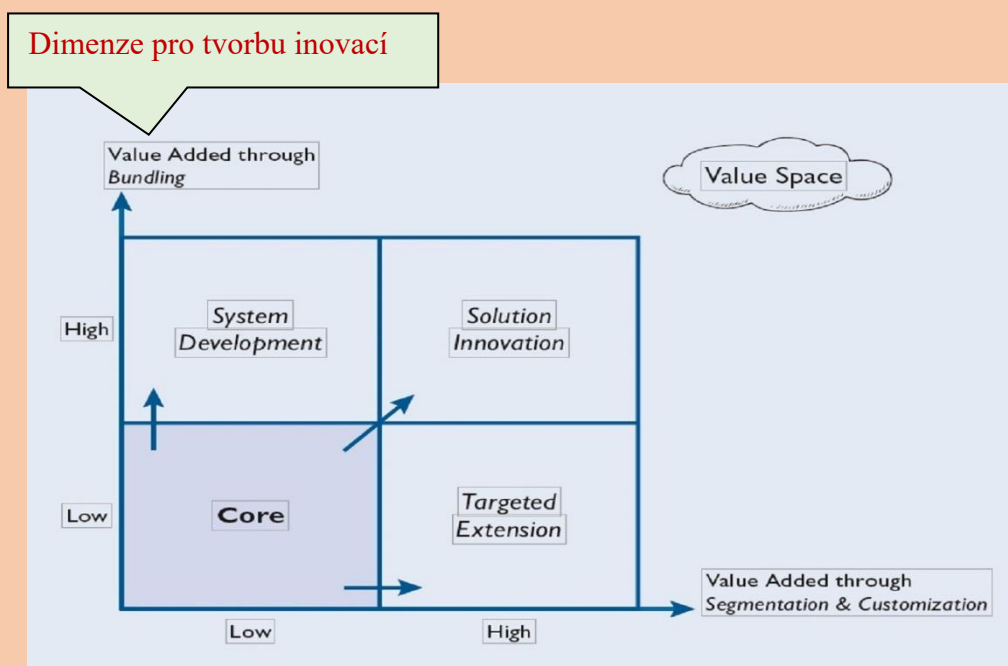 Dimenze pro tvorbu inovací
Value Added through
Bundling
Value Space
High
System
Development
Solution
Innovation
Low
Core
Targeted
Extension
Value Added through
Segmentation & Customization
Low
High